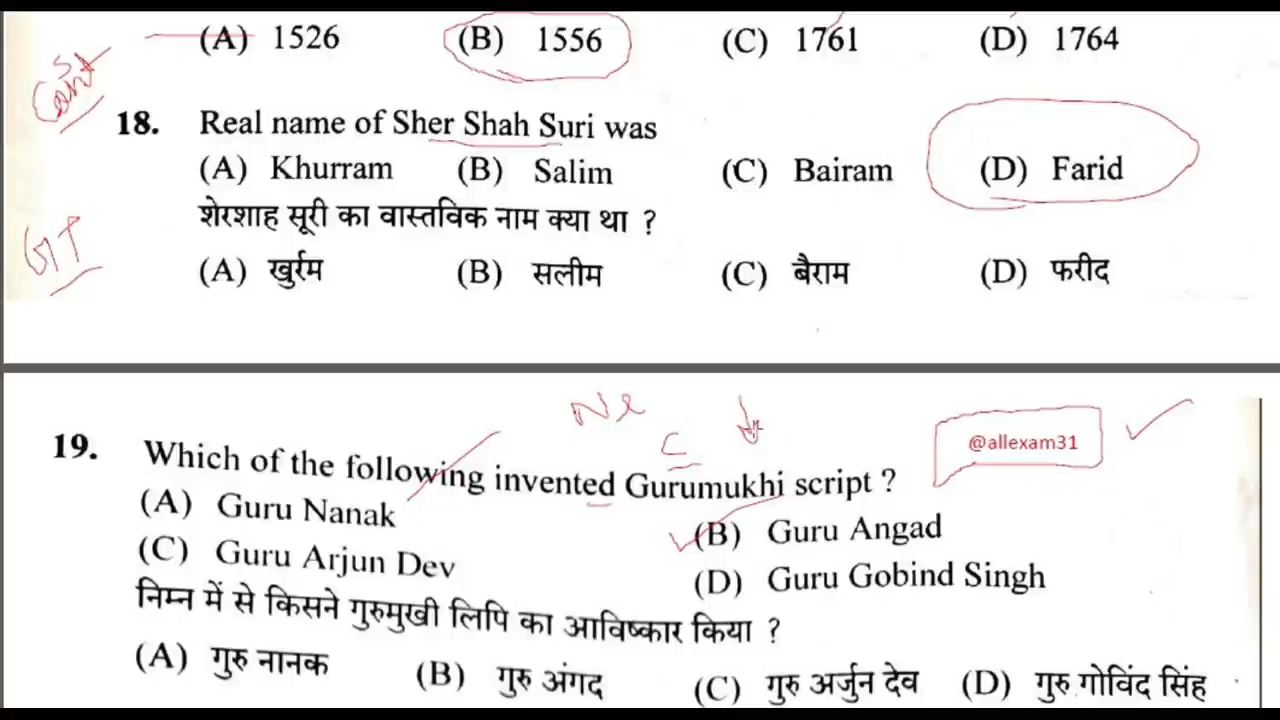 (A) 1526 (B) 1556 (C) 1761 (D) 1764
18. Real name of Sher Shah Suri was
(A) Khurram (B) Salim (C) Bairam (D) Farid
शेरशाह सूरी का वास्तविक नाम क्या था ?
(A) खुर्रम (B) सलीम (C) बैराम (D) फरीद
@allexam31
19. Which of the following invented Gurumukhi script ?
(A) Guru Nanak (B) Guru Angad
(C) Guru Arjun Dev (D) Guru Gobind Singh
निम्न में से किसने गुरुमुखी लिपि का आविष्कार किया ?
(A) गुरु नानक (B) गुरु अंगद (C) गुरु अर्जुन देव (D) गुरु गोविंद सिंह